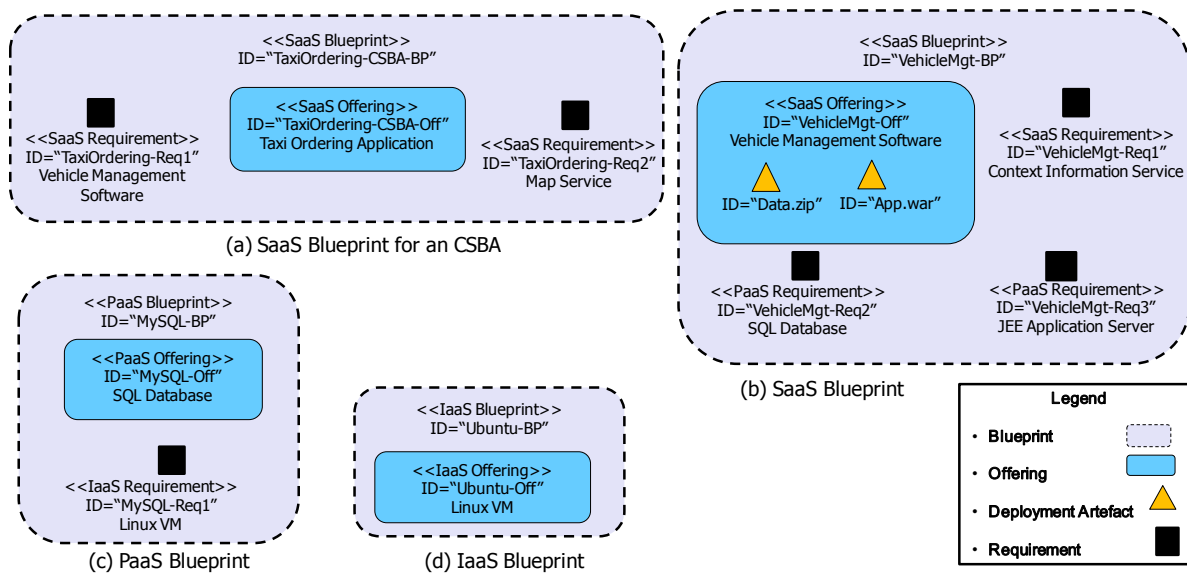 <<SaaS Blueprint>>
ID=“TaxiOrdering-CSBA-BP”
<<SaaS Offering>>
ID=“TaxiOrdering-CSBA-Off”
Taxi Ordering Application
<<SaaS Requirement>>
ID=“TaxiOrdering-Req1”
Vehicle Management
Software
<<SaaS Requirement>>
ID=“TaxiOrdering-Req2”
Map Service
(a) SaaS Blueprint for an CSBA
<<SaaS Blueprint>>
ID=“VehicleMgt-BP”
<<SaaS Offering>>
ID=“VehicleMgt-Off”
Vehicle Management Software
ID=“Data.zip”
ID=“App.war”
<<SaaS Requirement>>
ID=“VehicleMgt-Req1”
Context Information Service
<<PaaS Requirement>>
ID=“VehicleMgt-Req2”
SQL Database
<<PaaS Requirement>>
ID=“VehicleMgt-Req3”
JEE Application Server
(b) SaaS Blueprint
<<PaaS Blueprint>>
ID=“MySQL-BP”
<<PaaS Offering>>
ID=“MySQL-Off”
SQL Database
<<IaaS Requirement>>
ID=“MySQL-Req1”
Linux VM
(c) PaaS Blueprint
<<IaaS Blueprint>>
ID=“Ubuntu-BP”
<<IaaS Offering>>
ID=“Ubuntu-Off”
Linux VM
(d) IaaS Blueprint
Legend
• Blueprint
• Offering
• Deployment Artefact
• Requirement